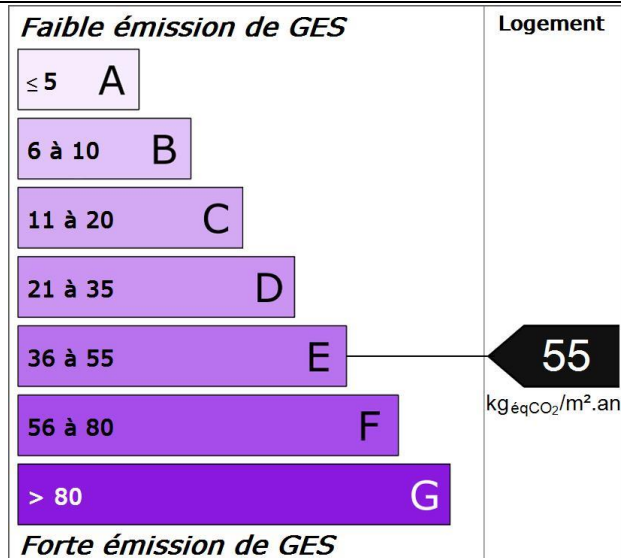 Faible émission de GES
Logement
≤ 5 A
6 à 10 B
11 à 20 C
21 à 35 D
36 à 55 E
55
kgéqCO₂/m².an
56 à 80 F
> 80 G
Forte émission de GES